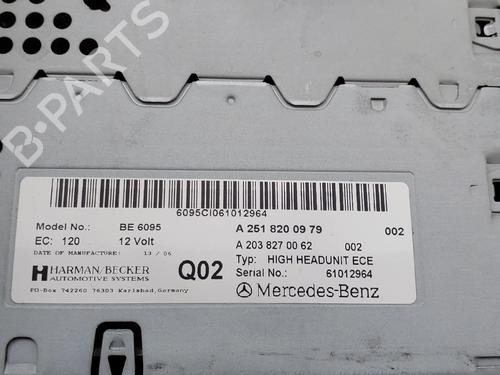 B-PARTS
6095CI061012964
Model No.: BE 6095 A 251 820 09 79 002
EC: 120 12 Volt A 203 827 00 62 002
DATE OF MANUFACTURE: 13 / 06 Typ: HIGH HEADUNIT ECE
HARMAN/BECKER Q02 Serial No.: 61012964
AUTOMOTIVE SYSTEMS Mercedes-Benz
PO-Box 742260 76303 Karlsbad,Germany